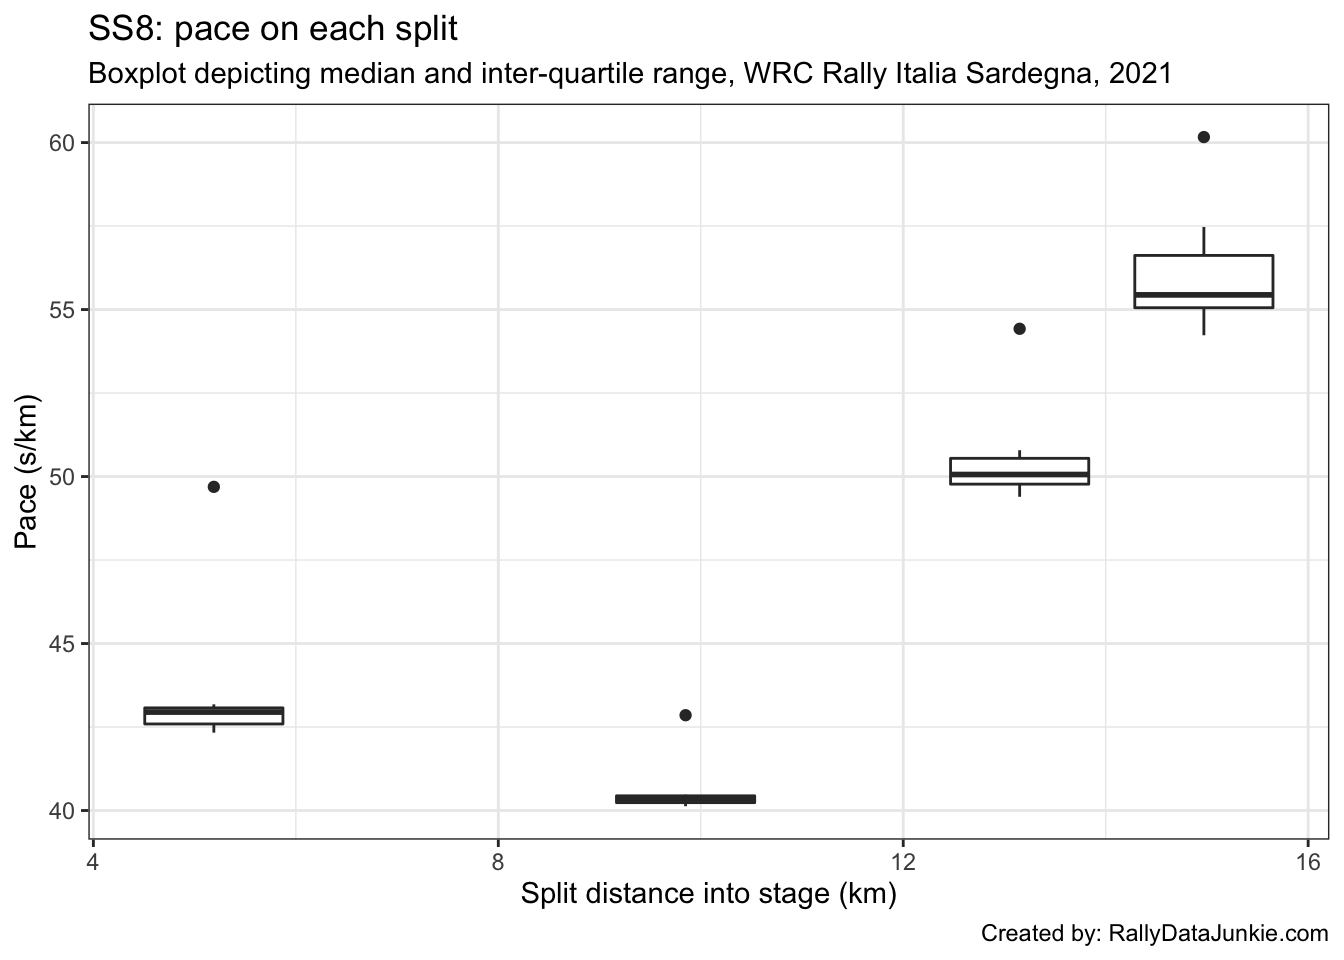 SS8: pace on each split
Boxplot depicting median and inter-quartile range, WRC Rally Italia Sardegna, 2021
60
55
50
45
40
Pace (s/km)
4 8 12 16
Split distance into stage (km)
Created by: RallyDataJunkie.com